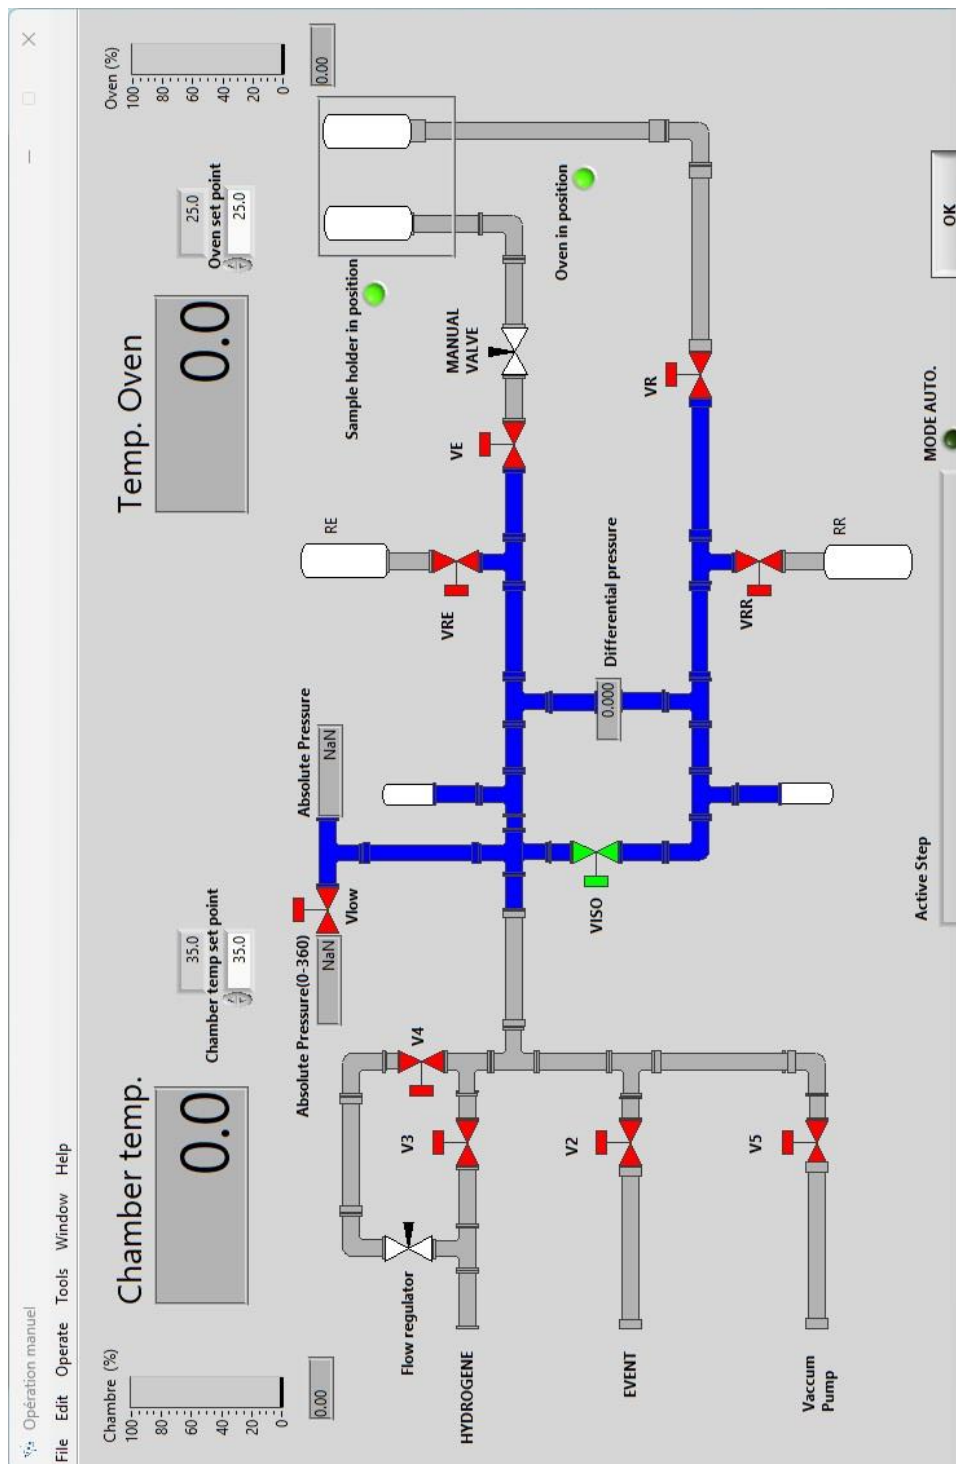 Opération manuel
File Edit Operate Tools Window Help
Chambre (%)
100
80
60
40
20
0
0.00
Chamber temp.
0.0
35.0
Chamber temp set point
35.0
Temp. Oven
0.0
25.0
Oven set point
25.0
Oven (%)
100
80
60
40
20
0
0.00
Absolute Pressure(0-360)
NaN
Vlow
Absolute Pressure
NaN
RE
VRE
Sample holder in position
MANUAL
VALVE
VE
V4
Flow regulator
V3
HYDROGENE
VISO
Differential pressure
0.000
Oven in position
V2
EVENT
VR
V5
Vaccum
Pump
VRR
RR
Active Step
MODE AUTO.
OK